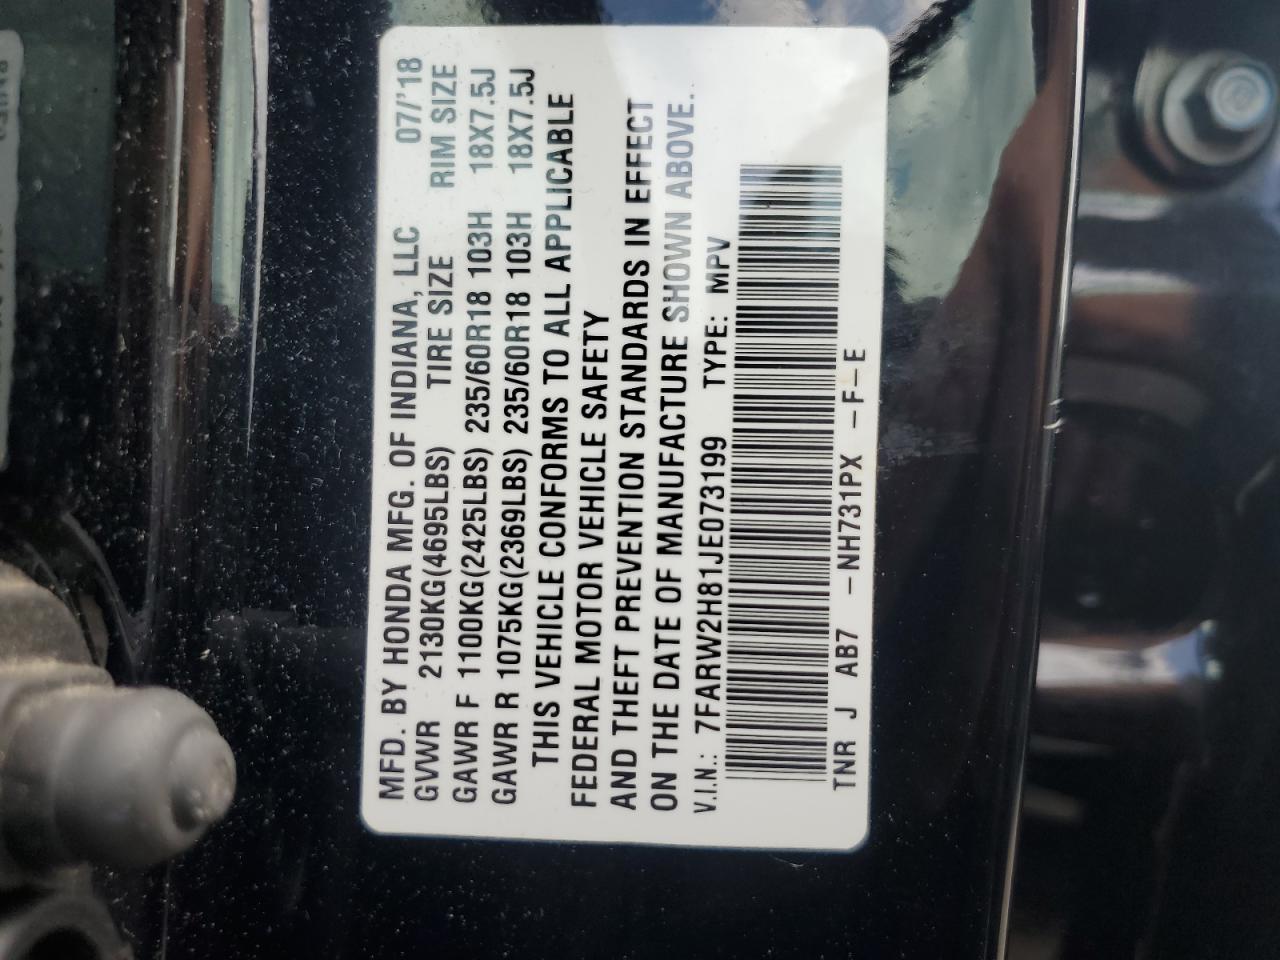 MFD. BY HONDA MFG. OF INDIANA, LLC 07/'18
GVWR 2130KG(4695LBS) TIRE SIZE RIM SIZE
GAWR F 1100KG(2425LBS) 235/60R18 103H 18X7.5J
GAWR R 1075KG(2369LBS) 235/60R18 103H 18X7.5J
THIS VEHICLE CONFORMS TO ALL APPLICABLE
FEDERAL MOTOR VEHICLE SAFETY
AND THEFT PREVENTION STANDARDS IN EFFECT
ON THE DATE OF MANUFACTURE SHOWN ABOVE.
V.I.N.: 7FARW2H81JE073199 TYPE: MPV
TNR J AB7 -NH731PX -F-E